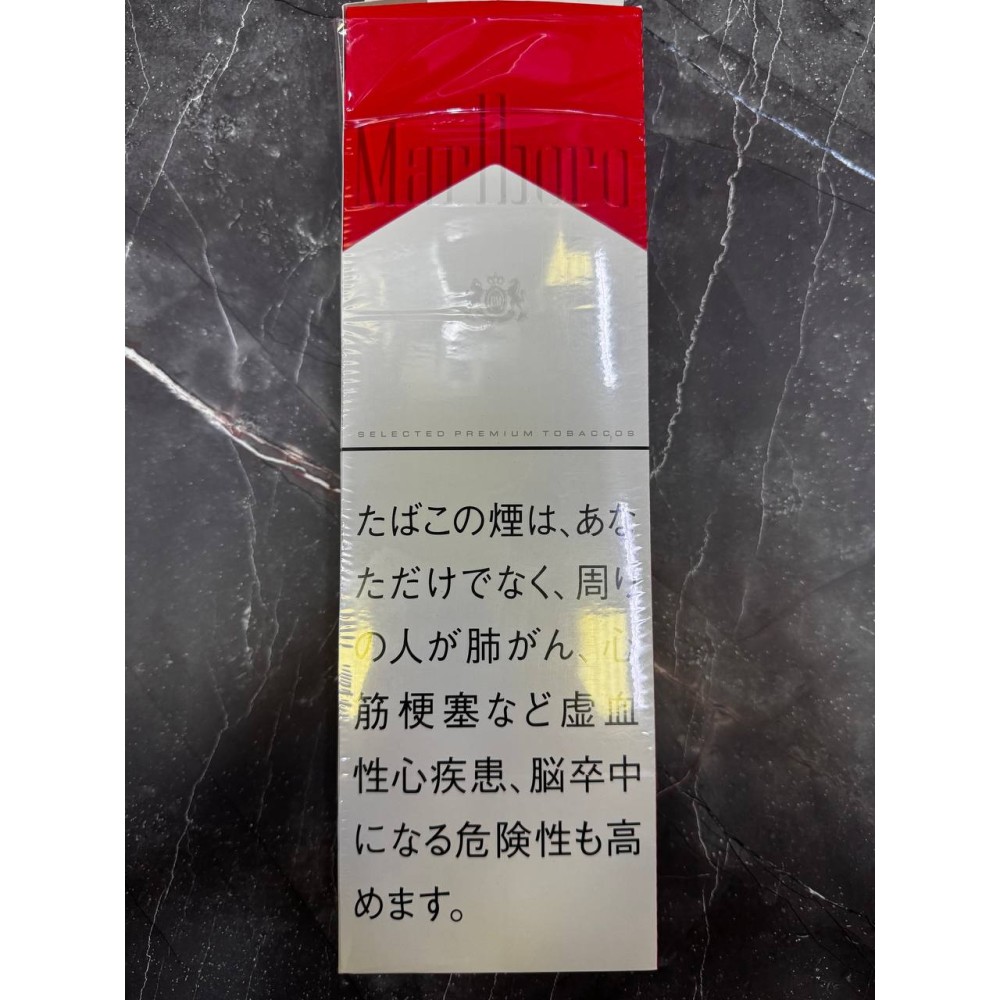 Marlboro
SELECTED PREMIUM TOBACCOS
たばこの煙は、あな
ただけでなく、周り
の人が肺がん、心
筋梗塞など虚血
性心疾患、脳卒中
になる危険性も高
めます。